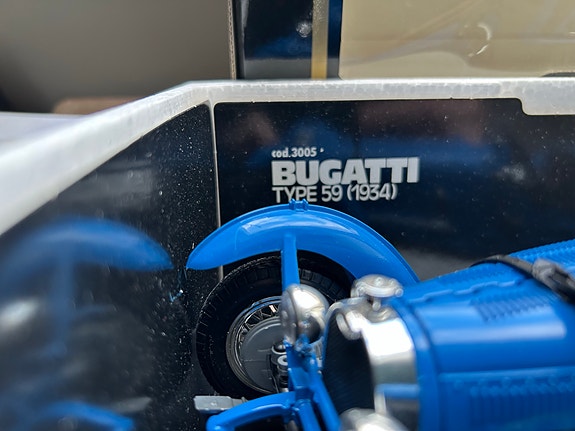 cod.3005
BUGATTI
TYPE 59 (1934)